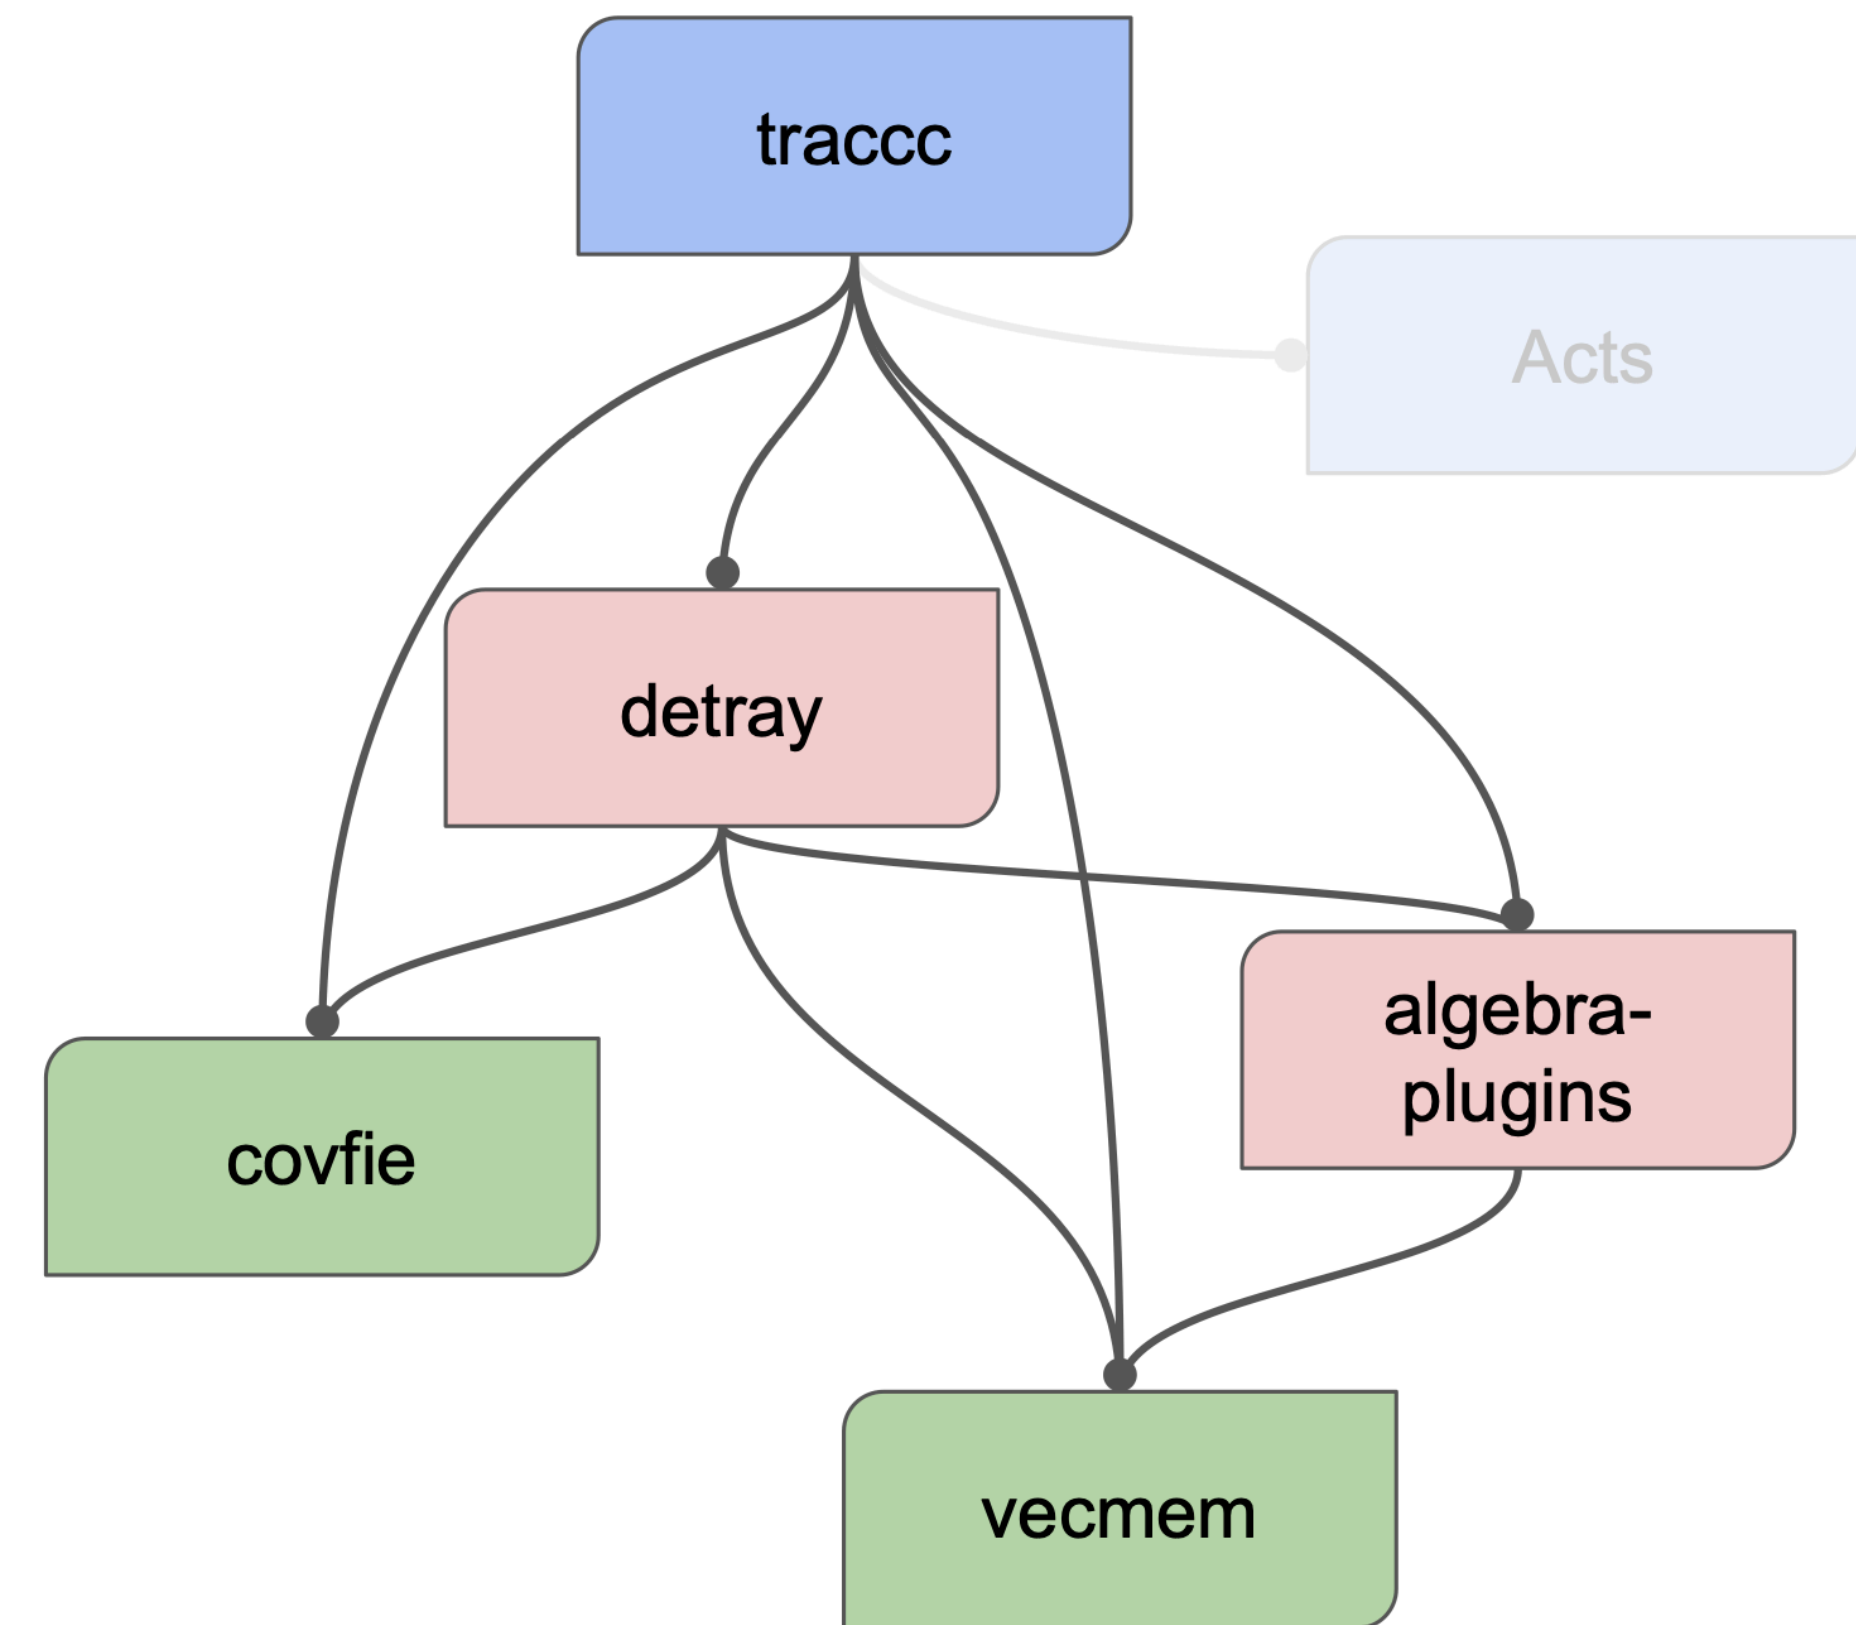 traccc
Acts
detray
algebra-
plugins
covfie
vecmem